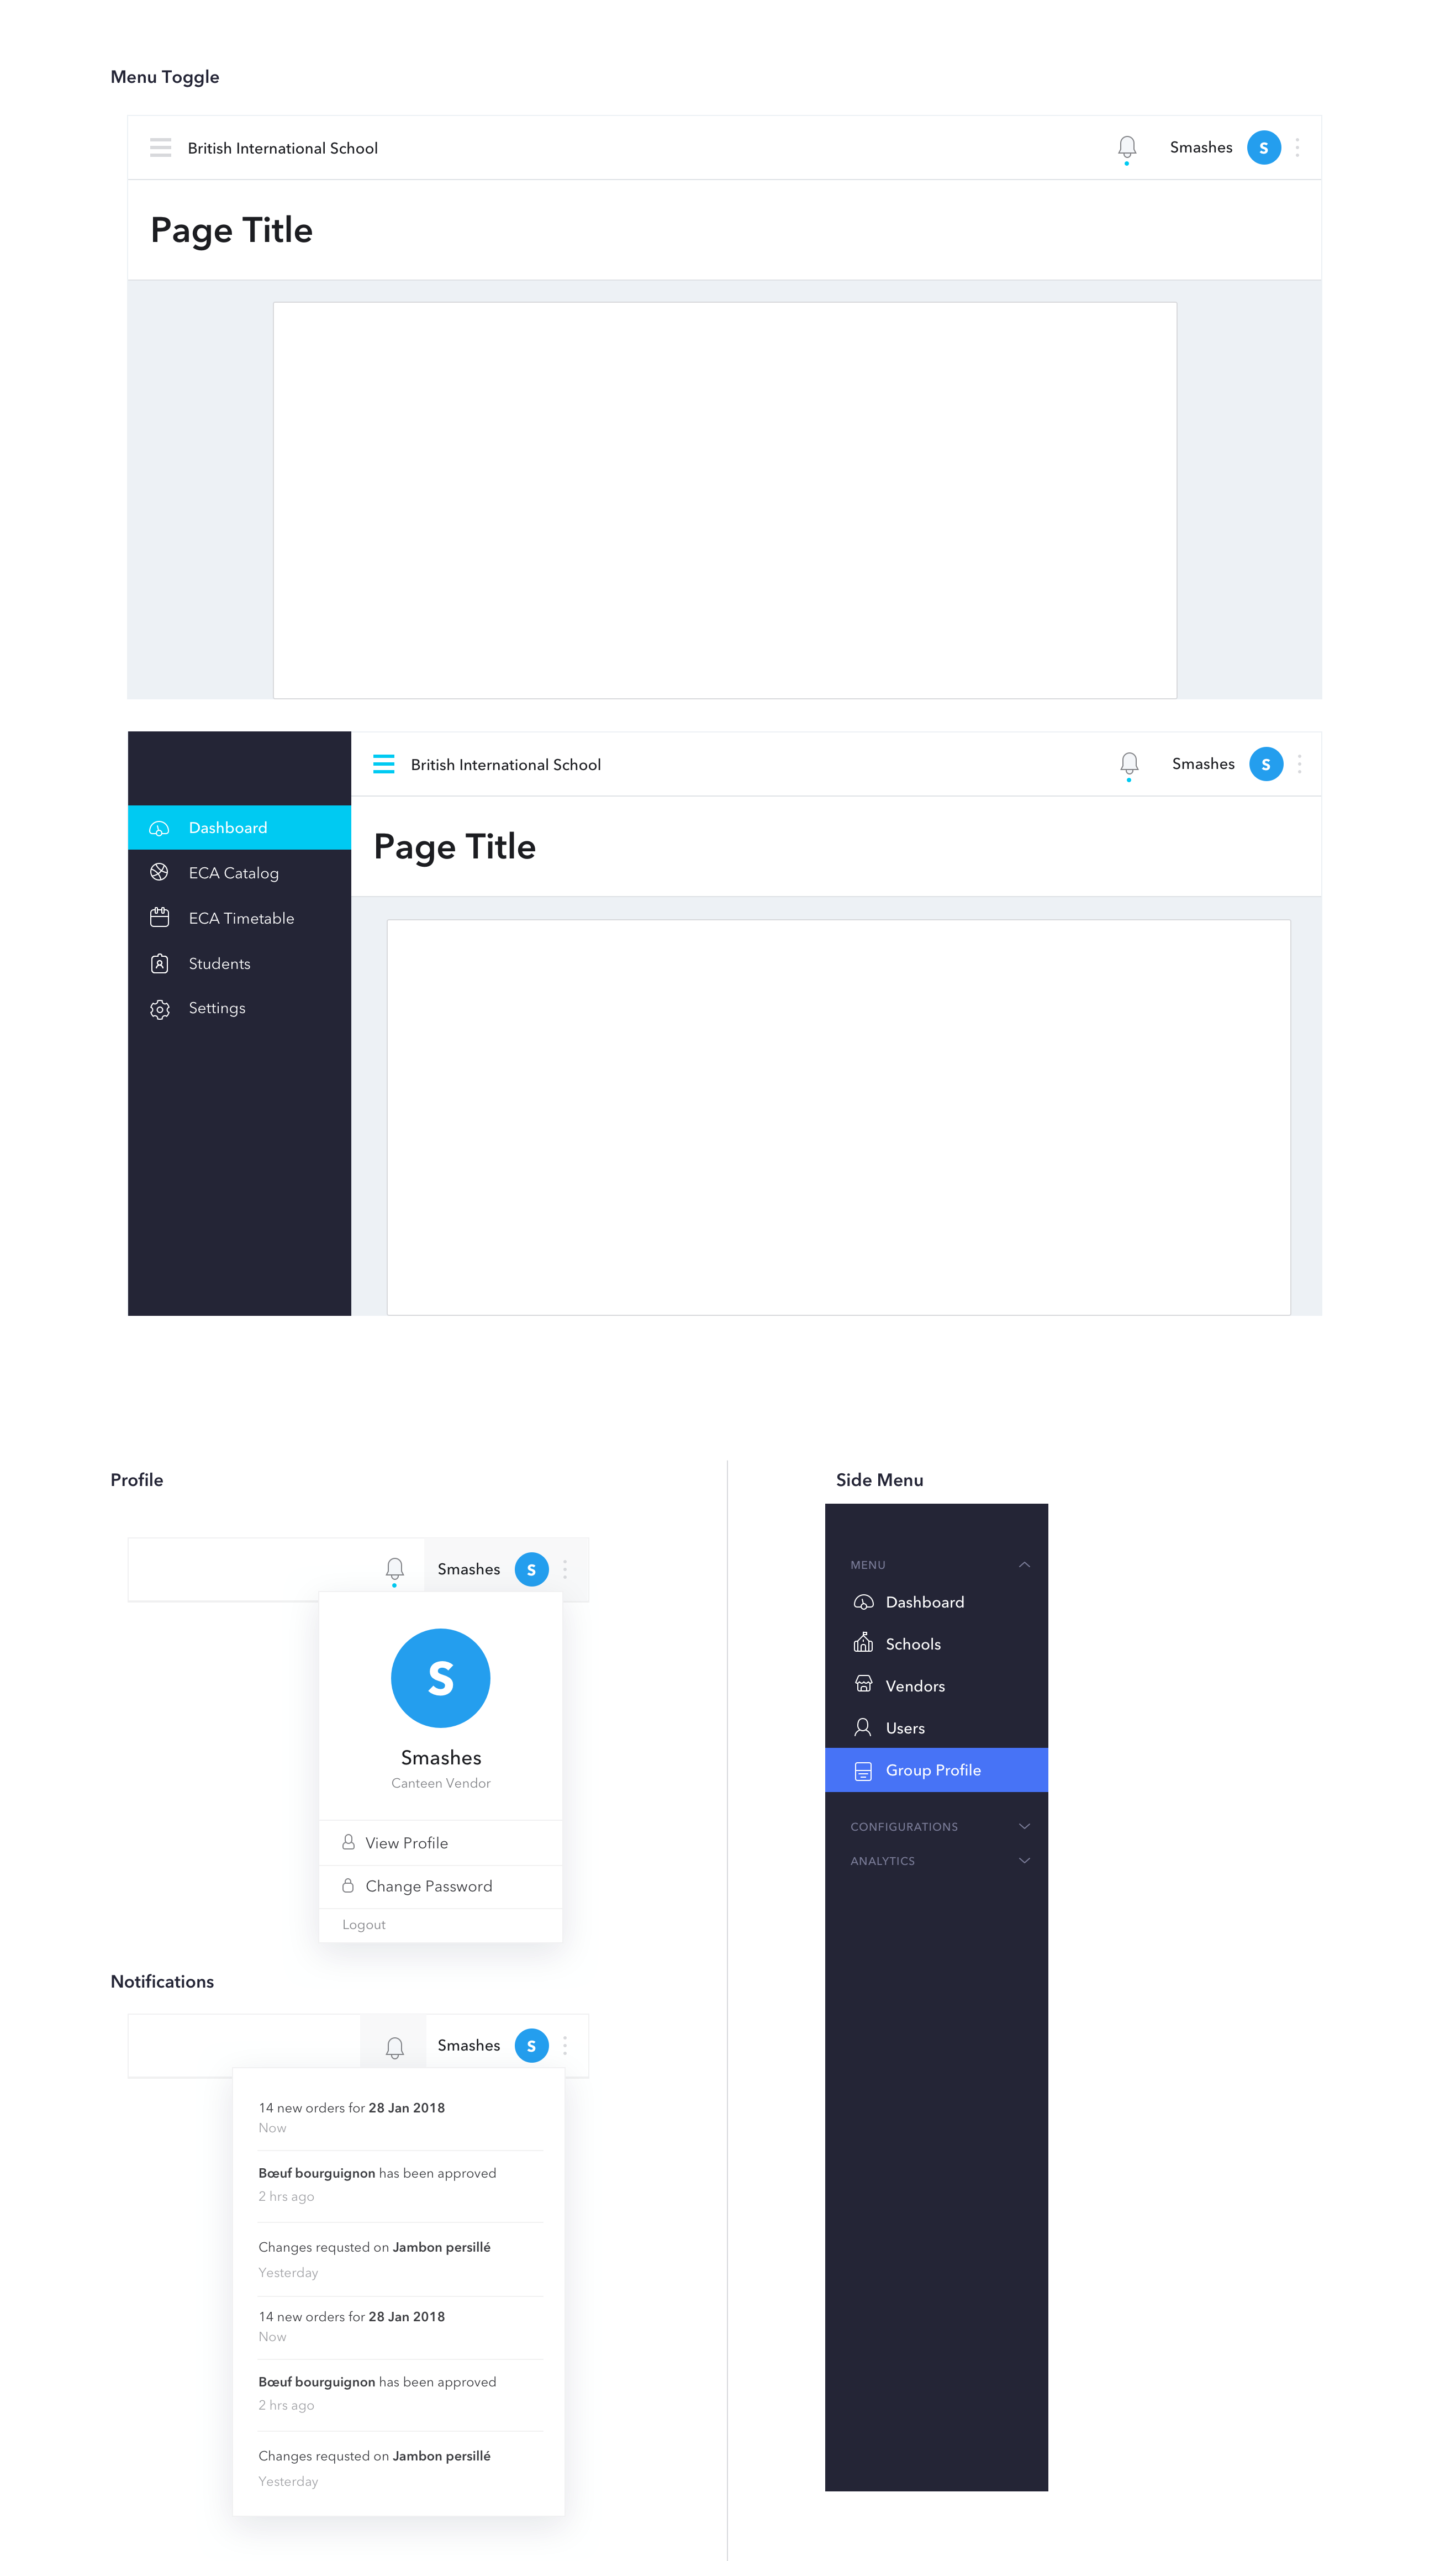 Menu Toggle
British International School
Smashes
S
Page Title
British International School
Smashes
S
Dashboard
Page Title
ECA Catalog
ECA Timetable
Students
Settings
Profile
Smashes
S
S
Smashes
Canteen Vendor
View Profile
Change Password
Logout
Notifications
Smashes
S
14 new orders for 28 Jan 2018
Now
Bœuf bourguignon has been approved
2 hrs ago
Changes requsted on Jambon persillé
Yesterday
14 new orders for 28 Jan 2018
Now
Bœuf bourguignon has been approved
2 hrs ago
Changes requsted on Jambon persillé
Yesterday
Side Menu
MENU
Dashboard
Schools
Vendors
Users
Group Profile
CONFIGURATIONS
ANALYTICS